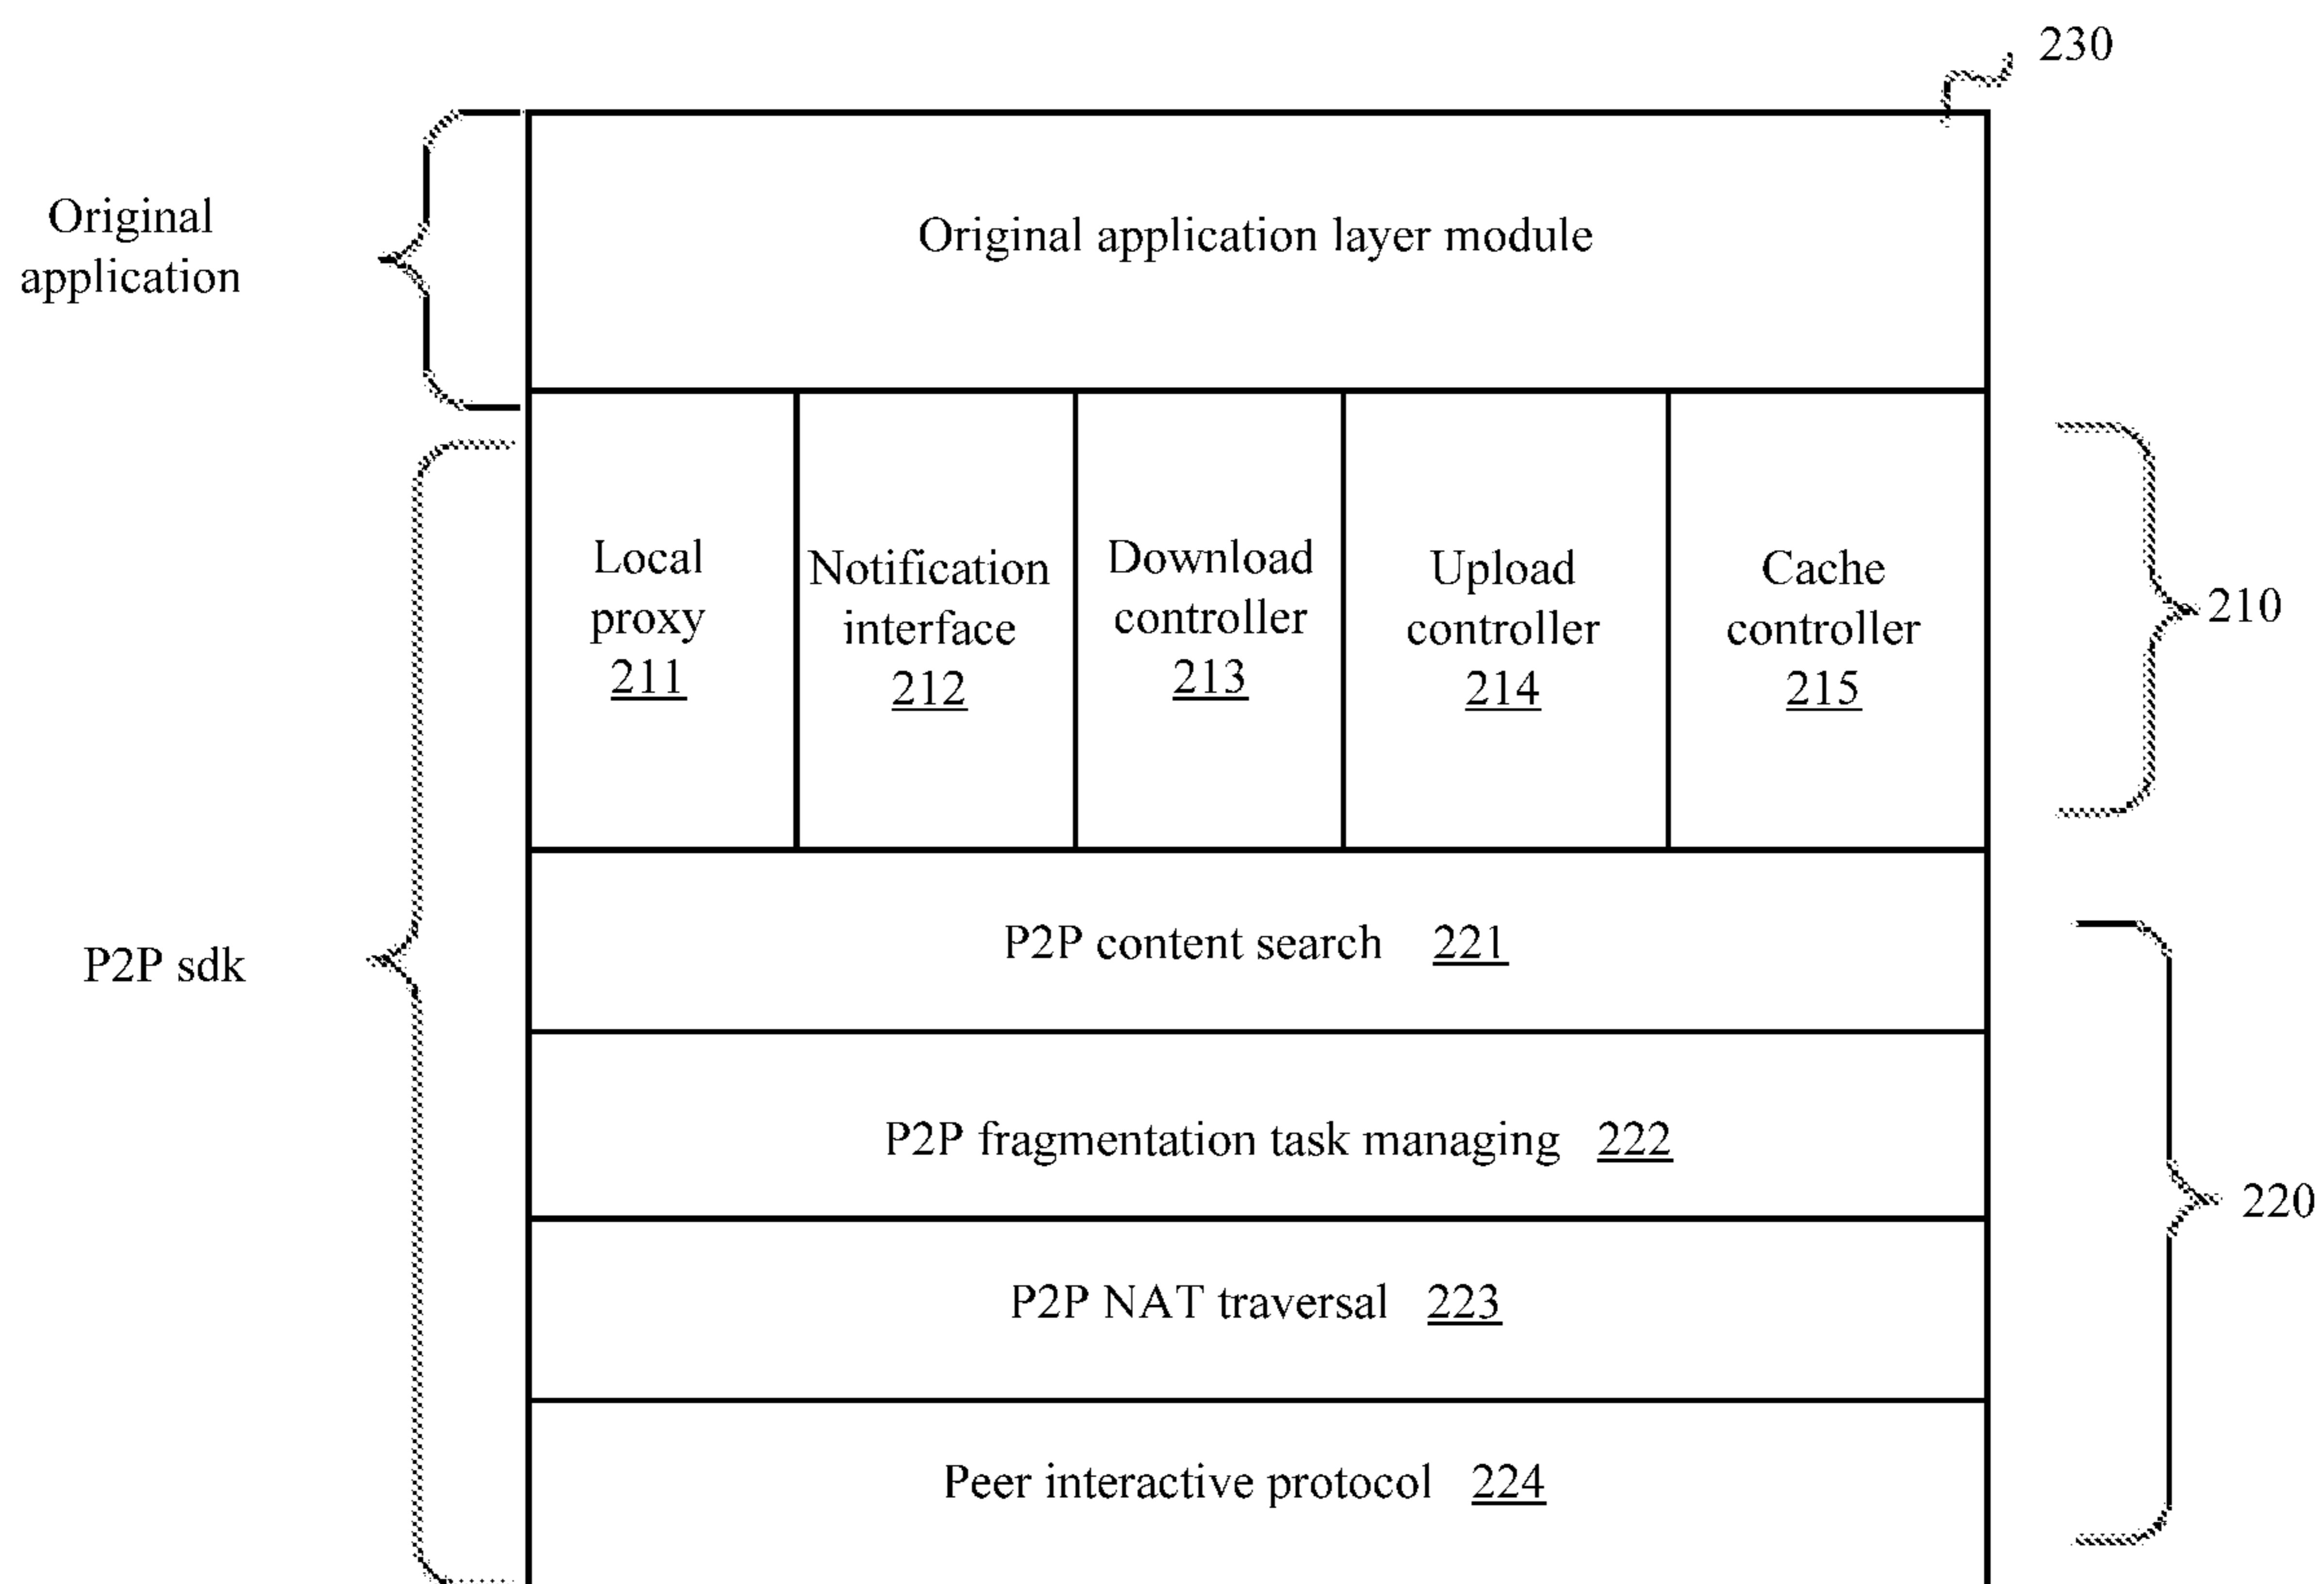 230
Original
application
Original application layer module
Local
proxy
211
Notification
interface
212
Download
controller
213
Upload
controller
214
Cache
controller
215
210
P2P sdk
P2P content search 221
P2P fragmentation task managing 222
P2P NAT traversal 223
Peer interactive protocol 224
220